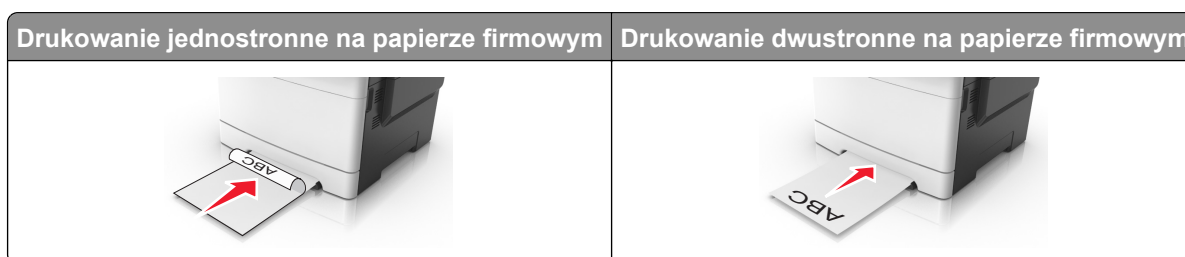 Drukowanie jednostronne na papierze firmowym
Drukowanie dwustronne na papierze firmowym
ABC
ABC